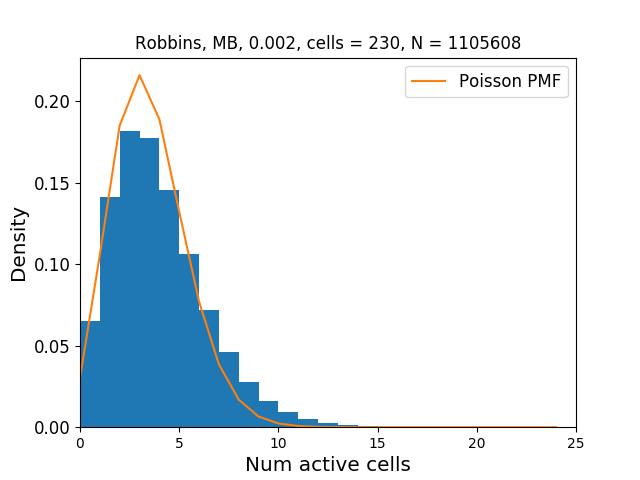 Robbins, MB, 0.002, cells = 230, N = 1105608
Poisson PMF
0.20
0.15
0.10
0.05
0.00
Density
0 5 10 15 20 25
Num active cells